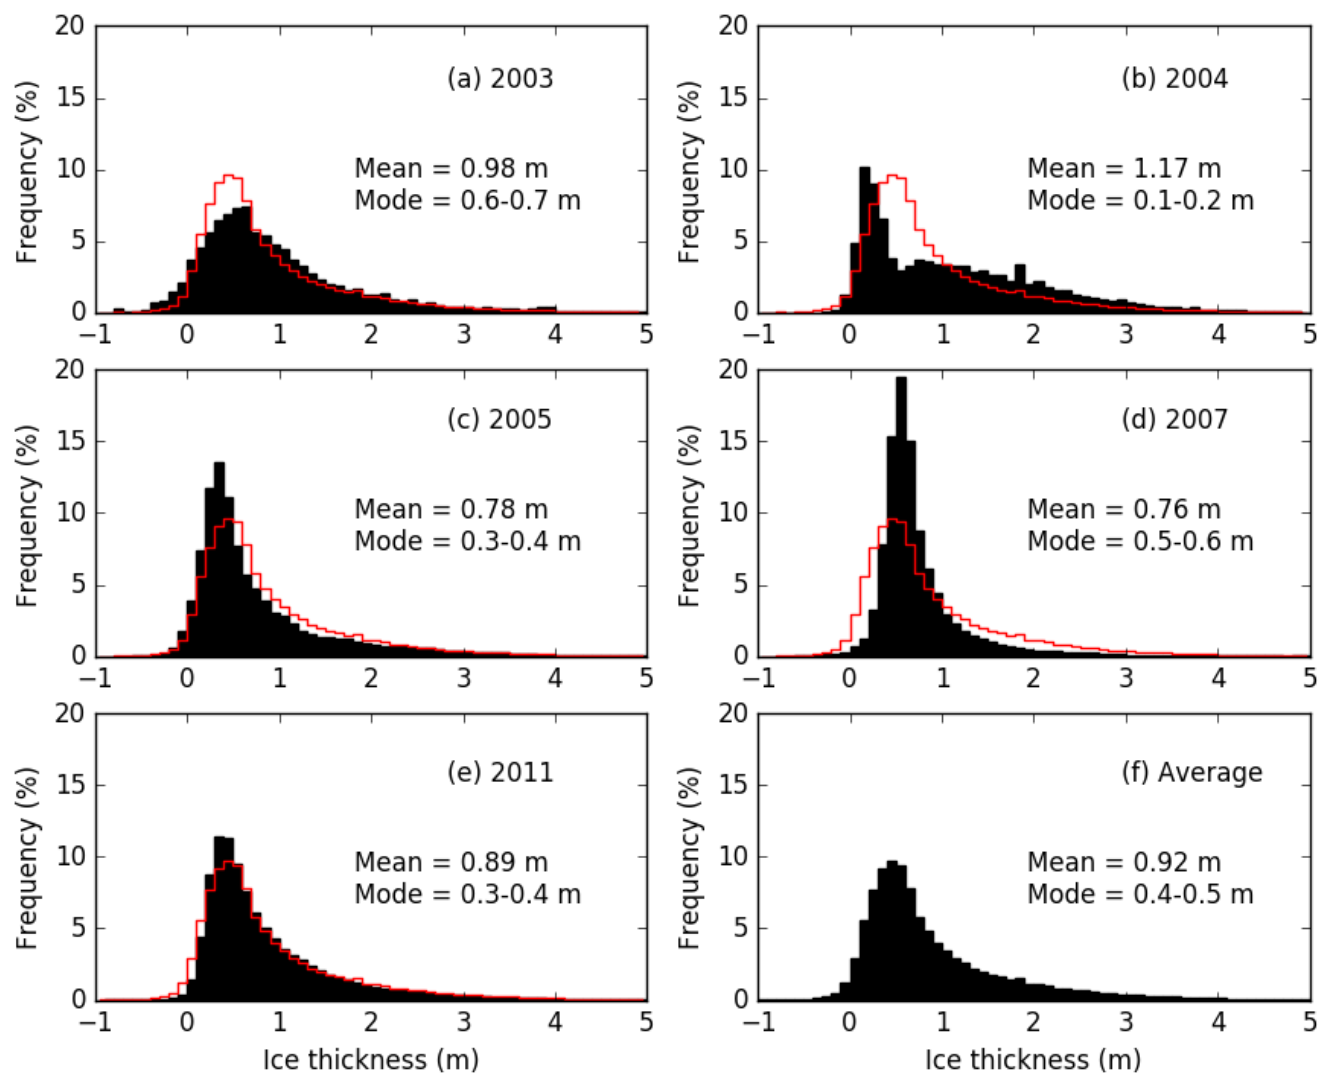 20
15
10
5
0
Frequency (%)
(a) 2003
Mean = 0.98 m
Mode = 0.6-0.7 m
−1 0 1 2 3 4 5
20
15
10
5
0
Frequency (%)
(b) 2004
Mean = 1.17 m
Mode = 0.1-0.2 m
−1 0 1 2 3 4 5
20
15
10
5
0
Frequency (%)
(c) 2005
Mean = 0.78 m
Mode = 0.3-0.4 m
−1 0 1 2 3 4 5
20
15
10
5
0
Frequency (%)
(d) 2007
Mean = 0.76 m
Mode = 0.5-0.6 m
−1 0 1 2 3 4 5
20
15
10
5
0
Frequency (%)
(e) 2011
Mean = 0.89 m
Mode = 0.3-0.4 m
−1 0 1 2 3 4 5
Ice thickness (m)
20
15
10
5
0
Frequency (%)
(f) Average
Mean = 0.92 m
Mode = 0.4-0.5 m
−1 0 1 2 3 4 5
Ice thickness (m)